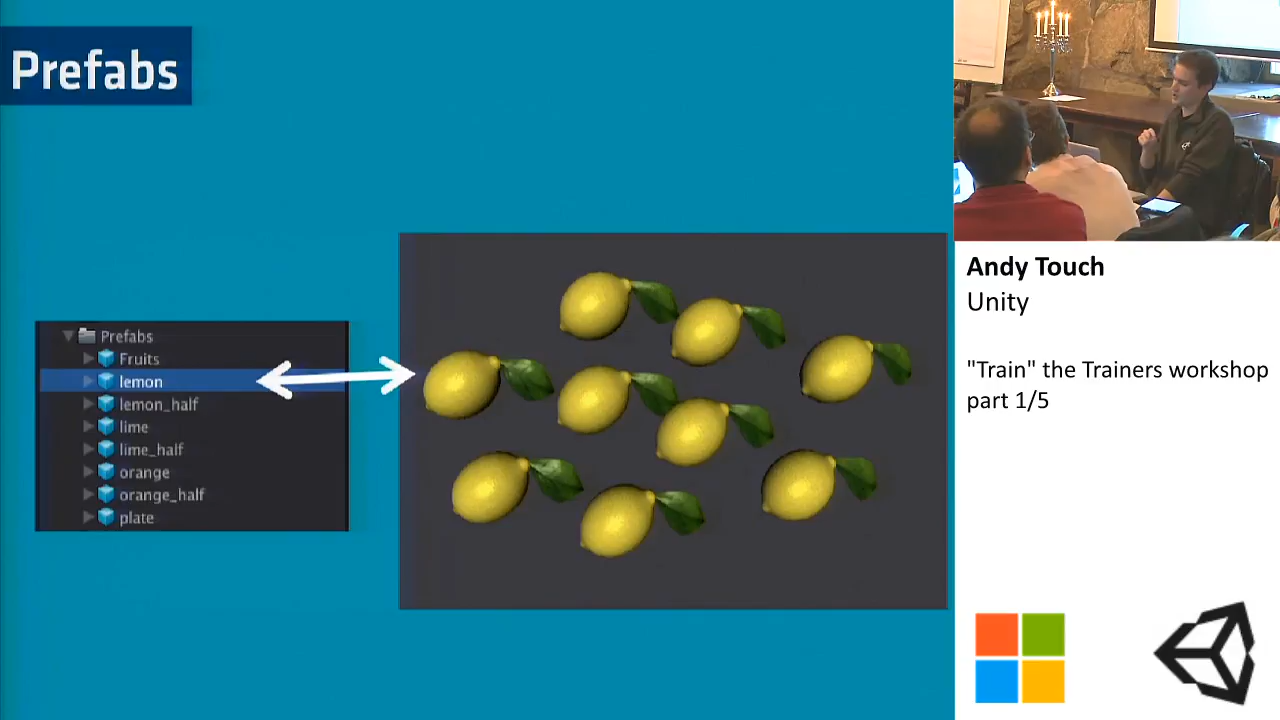 Prefabs
Prefabs
Fruits
lemon
lemon_half
lime
lime_half
orange
orange_half
plate
Andy Touch
Unity
"Train" the Trainers workshop
part 1/5